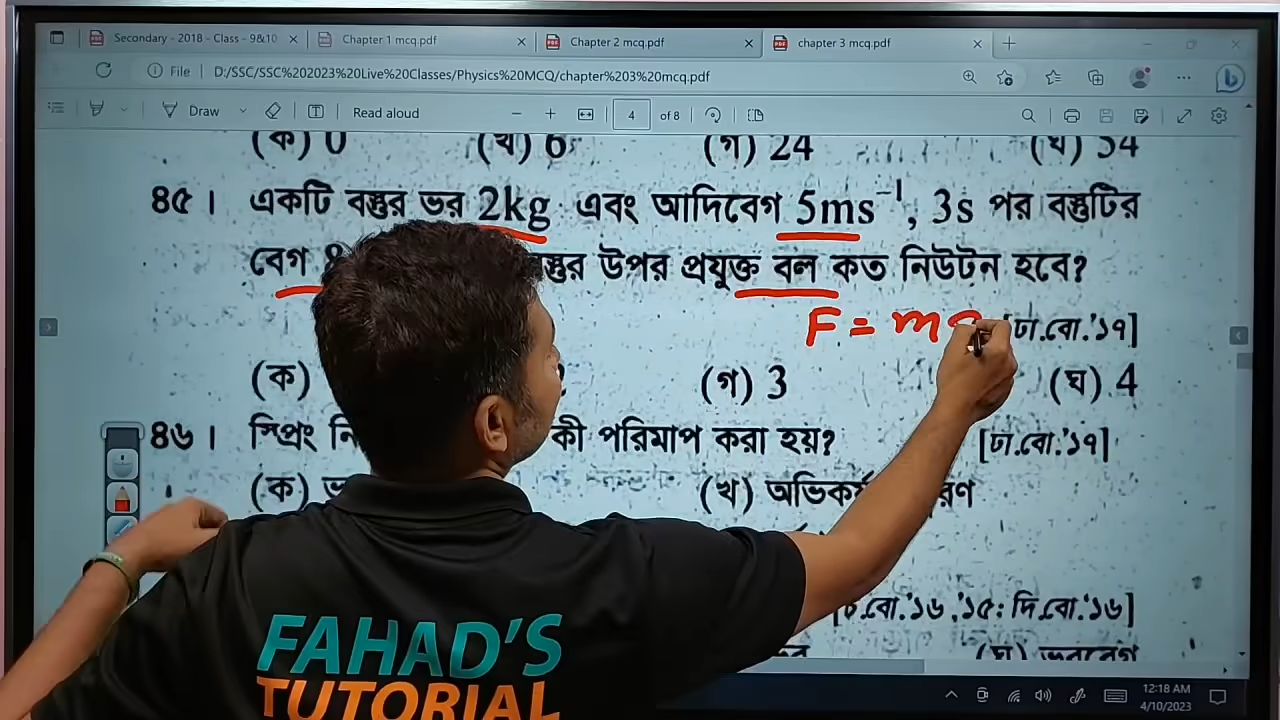 Secondary - 2018 - Class - 9&10
Chapter 1 mcq.pdf
Chapter 2 mcq.pdf
chapter 3 mcq.pdf
File
D:/SSC/SSC%202023%20Live%20Classes/Physics%20MCQ/chapter%203%20mcq.pdf
Draw
Read aloud
4
of 8
(ক) 0 (খ) 6 (গ) 24 (ঘ) 54
৪৫। একটি বস্তুর ভর 2kg এবং আদিবেগ 5ms⁻¹, 3s পর বস্তুটির
বেগ 8 উপর প্রযুক্ত বল কত নিউটন হবে?
F = ma [ঢা.বো.'১৭]
(ক) (গ) 3 (ঘ) 4
৪৬। স্প্রিং কী পরিমাপ করা হয়? [ঢা.বো.'১৭]
(ক) (খ)
'১৬,'১৫: দি.বো.'১৬]
(ঘ) ভরবেগ
FAHAD'S
TUTORIAL
12:18 AM
4/10/2023